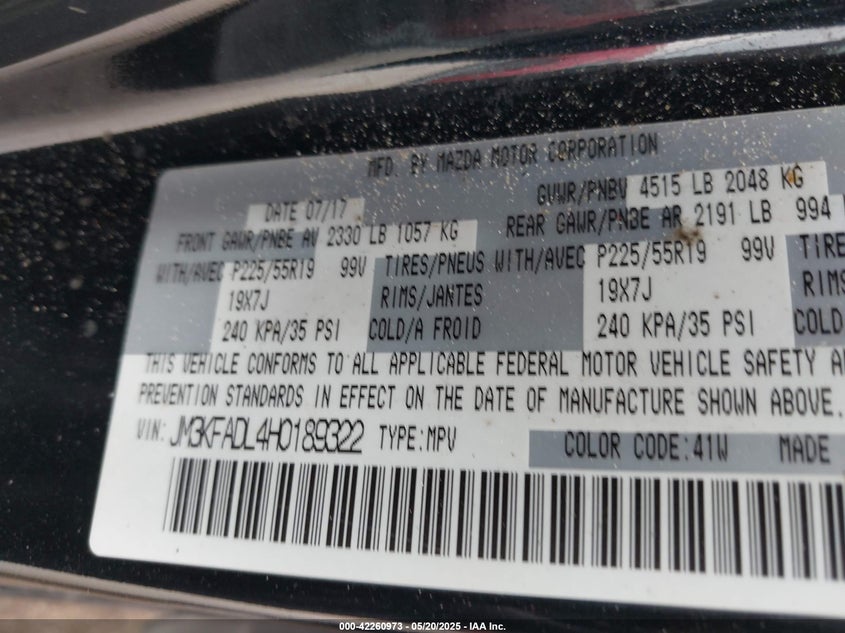 MFD. BY MAZDA MOTOR CORPORATION
DATE 07/17 GVWR/PNBV 4515 LB 2048 KG
FRONT GAWR/PNBE AV 2330 LB 1057 KG REAR GAWR/PNBE AR 2191 LB 994
WITH/AVEC P225/55R19 99V TIRES/PNEUS WITH/AVEC P225/55R19 99V TIRE
19X7J RIMS/JANTES 19X7J RIMS
240 KPA/35 PSI COLD/A FROID 240 KPA/35 PSI COLD
THIS VEHICLE CONFORMS TO ALL APPLICABLE FEDERAL MOTOR VEHICLE SAFETY
PREVENTION STANDARDS IN EFFECT ON THE DATE OF MANUFACTURE SHOWN ABOVE.
VIN: JM3KFADL4H0189322 TYPE:MPV COLOR CODE:41W MADE
000-42260973 - 05/20/2025 - IAA Inc.